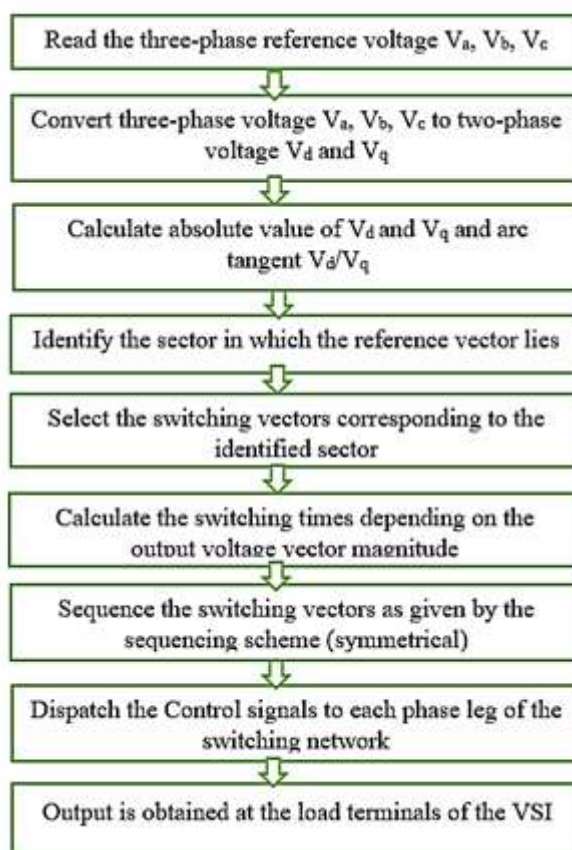 Read the three-phase reference voltage Va, Vb, Vc
Convert three-phase voltage Va, Vb, Vc to two-phase
voltage Vd and Vq
Calculate absolute value of Vd and Vq and arc
tangent Vd/Vq
Identify the sector in which the reference vector lies
Select the switching vectors corresponding to the
identified sector
Calculate the switching times depending on the
output voltage vector magnitude
Sequence the switching vectors as given by the
sequencing scheme (symmetrical)
Dispatch the Control signals to each phase leg of the
switching network
Output is obtained at the load terminals of the VSI